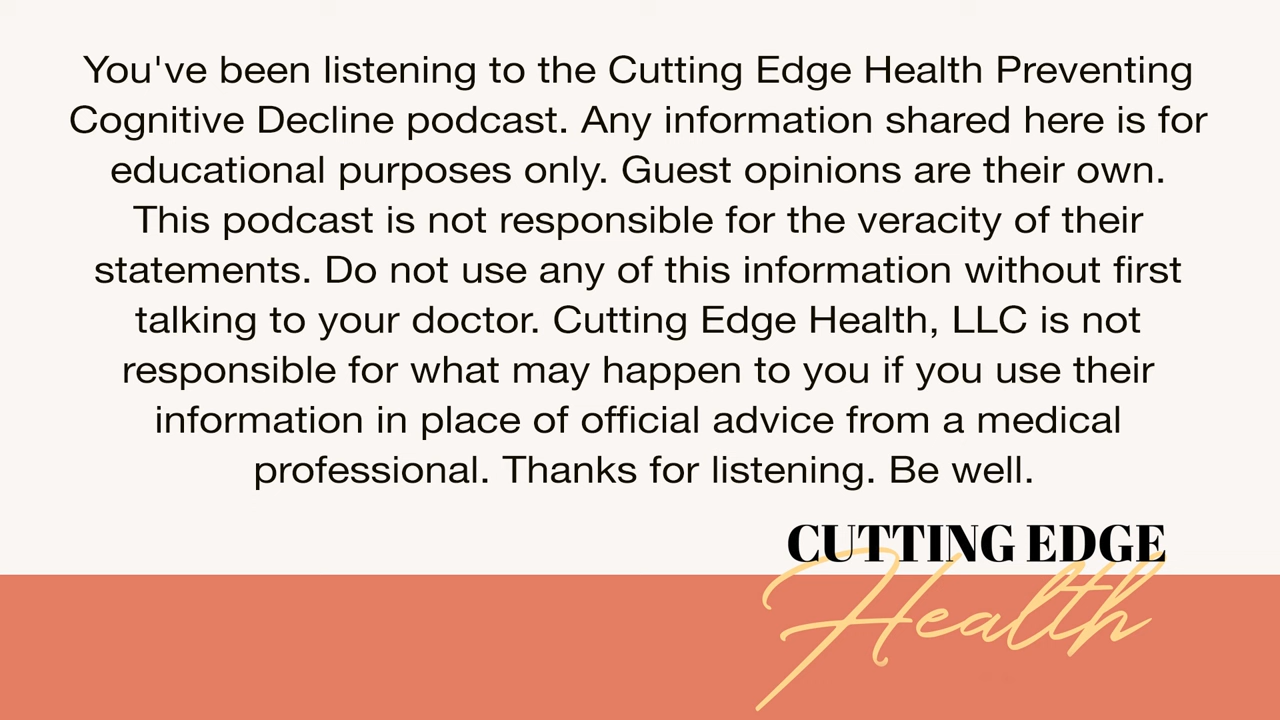 You've been listening to the Cutting Edge Health Preventing
Cognitive Decline podcast. Any information shared here is for
educational purposes only. Guest opinions are their own.
This podcast is not responsible for the veracity of their
statements. Do not use any of this information without first
talking to your doctor. Cutting Edge Health, LLC is not
responsible for what may happen to you if you use their
information in place of official advice from a medical
professional. Thanks for listening. Be well.
CUTTING EDGE
Health